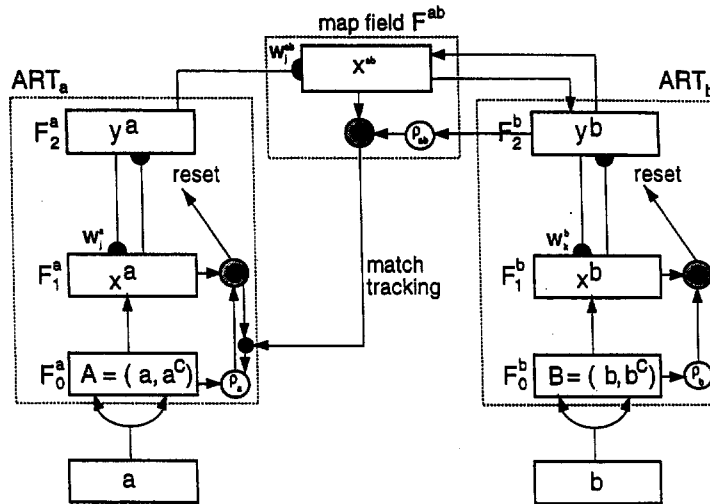 map field F^ab
w_j^ab
x^ab
ART_a
ART_b
F_2^a
y^a
ρ_ab
F_2^b
y^b
reset
reset
w_j^a
w_k^b
F_1^a
x^a
match
tracking
F_1^b
x^b
F_0^a
A = ( a, a^C)
ρ_a
F_0^b
B = ( b, b^C)
ρ_b
a
b